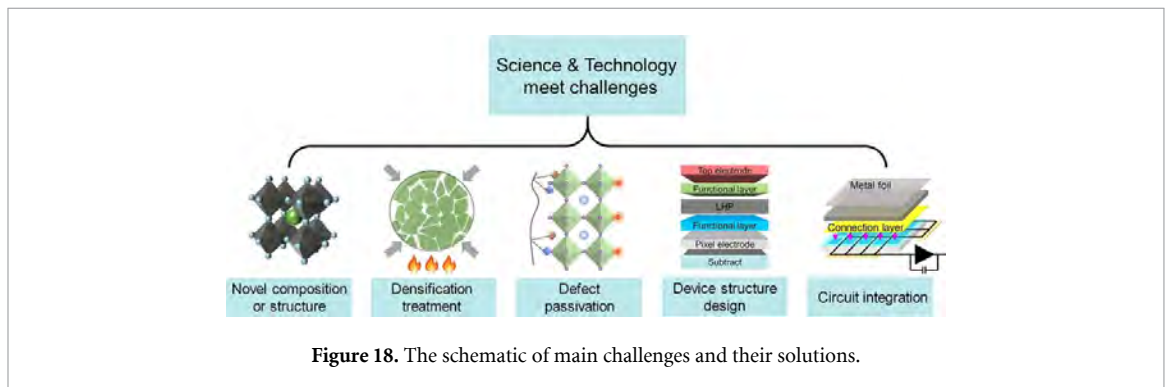 Science & Technology
meet challenges
Top electrode
Functional layer
LHP
Functional layer
Pixel electrode
Subtract
Metal foil
Connection layer
Novel composition
or structure
Densification
treatment
Defect
passivation
Device structure
design
Circuit integration
Figure 18. The schematic of main challenges and their solutions.